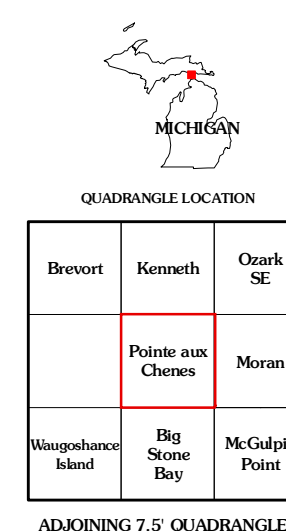 MICHIGAN
QUADRANGLE LOCATION
Brevort
Kenneth
Ozark
SE
Pointe aux
Chenes
Moran
Waugoshance
Island
Big
Stone
Bay
McGulpi
Point
ADJOINING 7.5' QUADRANGLE